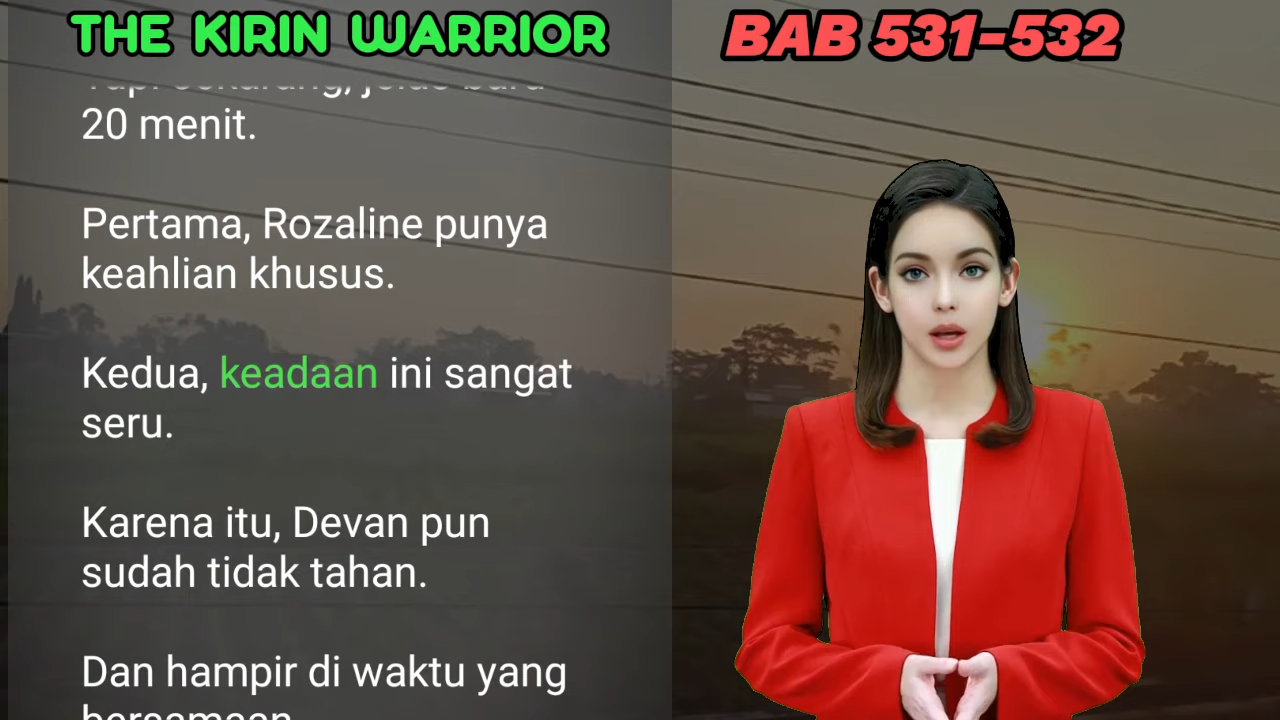 THE KIRIN WARRIOR
BAB 531-532
20 menit.
Pertama, Rozaline punya
keahlian khusus.
Kedua, keadaan ini sangat
seru.
Karena itu, Devan pun
sudah tidak tahan.
Dan hampir di waktu yang